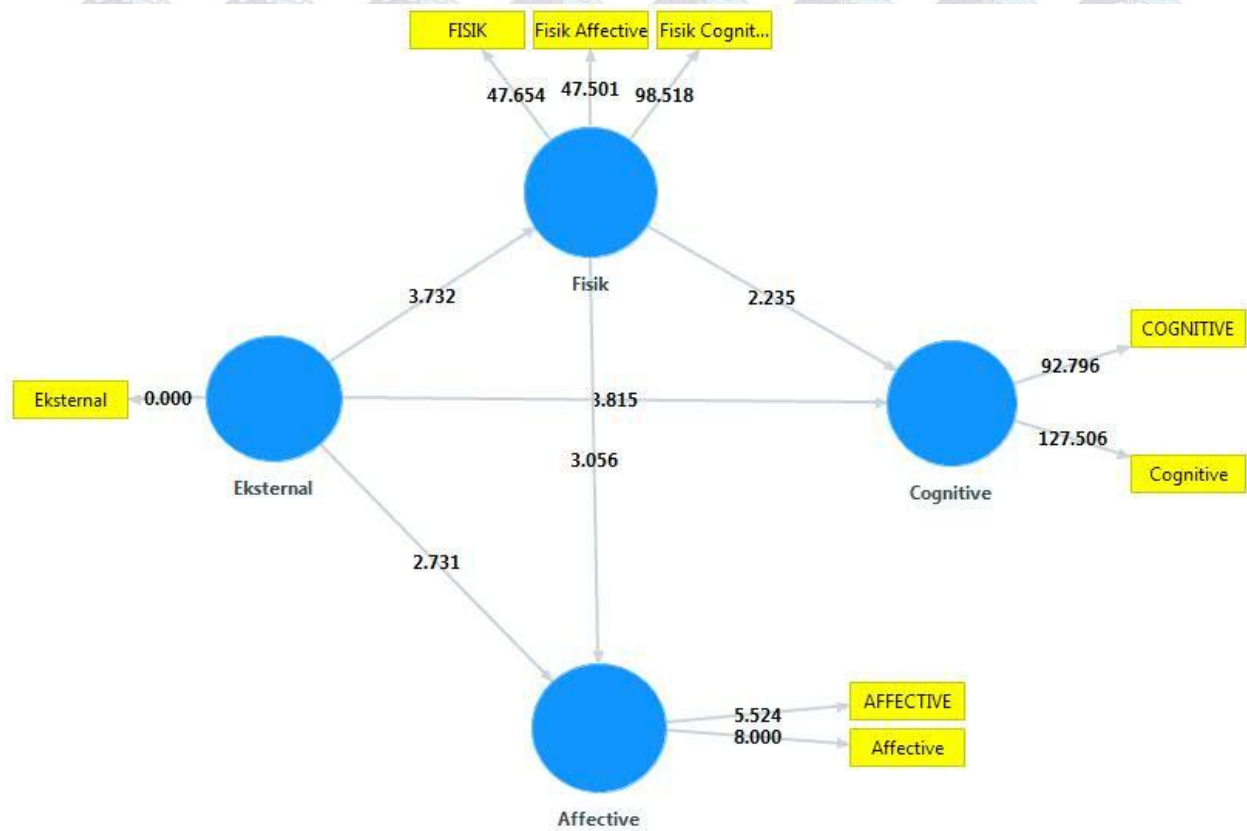 FISIK
Fisik Affective
Fisik Cognit...
47.654
47.501
98.518
Fisik
3.732
2.235
COGNITIVE
92.796
Eksternal
0.000
3.815
127.506
3.056
Cognitive
Eksternal
Cognitive
2.731
AFFECTIVE
5.524
8.000
Affective
Affective